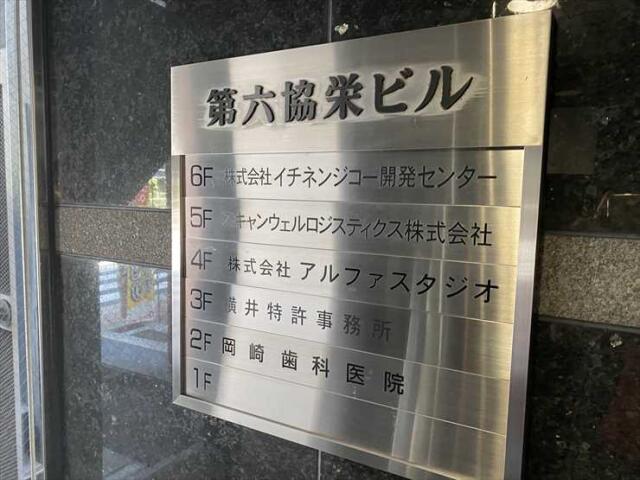 第六協栄ビル
6F 株式会社イチネンジコー開発センター
5F スキャンウェルロジスティクス株式会社
4F 株式会社 アルファスタジオ
3F 横井特許事務所
2F 岡崎歯科医院
1F